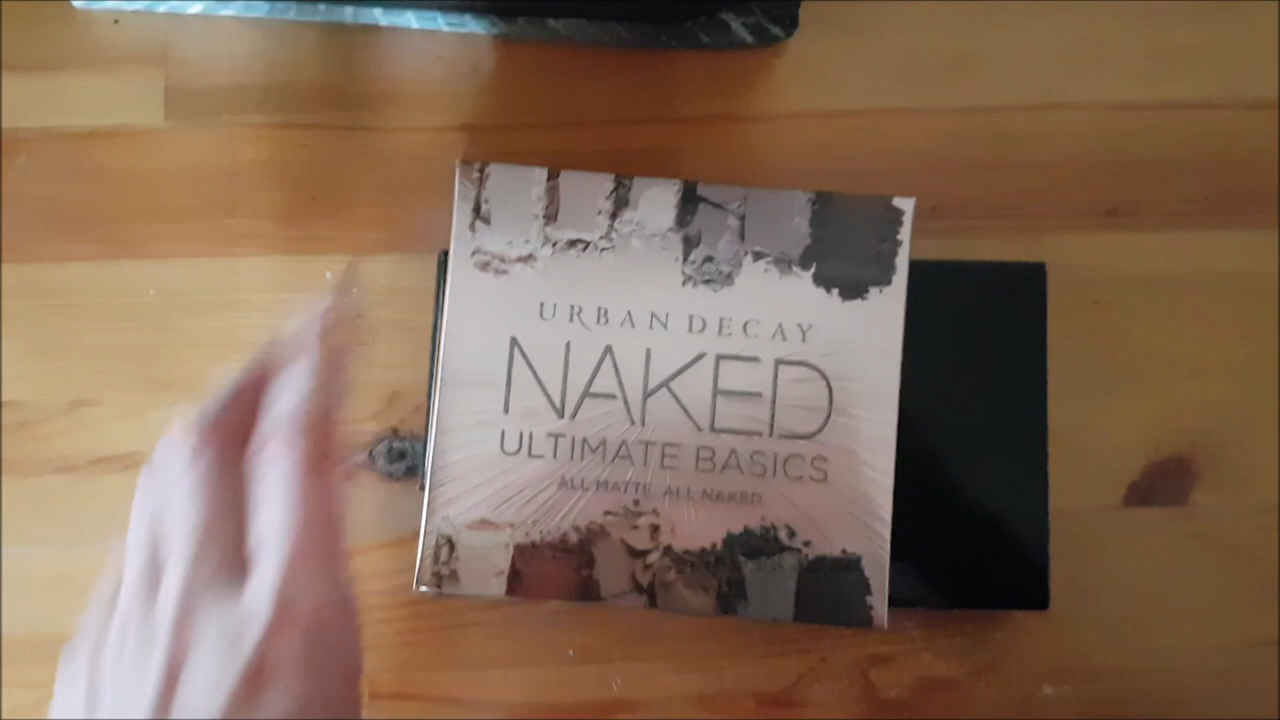 URBAN DECAY
NAKED
ULTIMATE BASICS
ALL MATTE. ALL NAKED